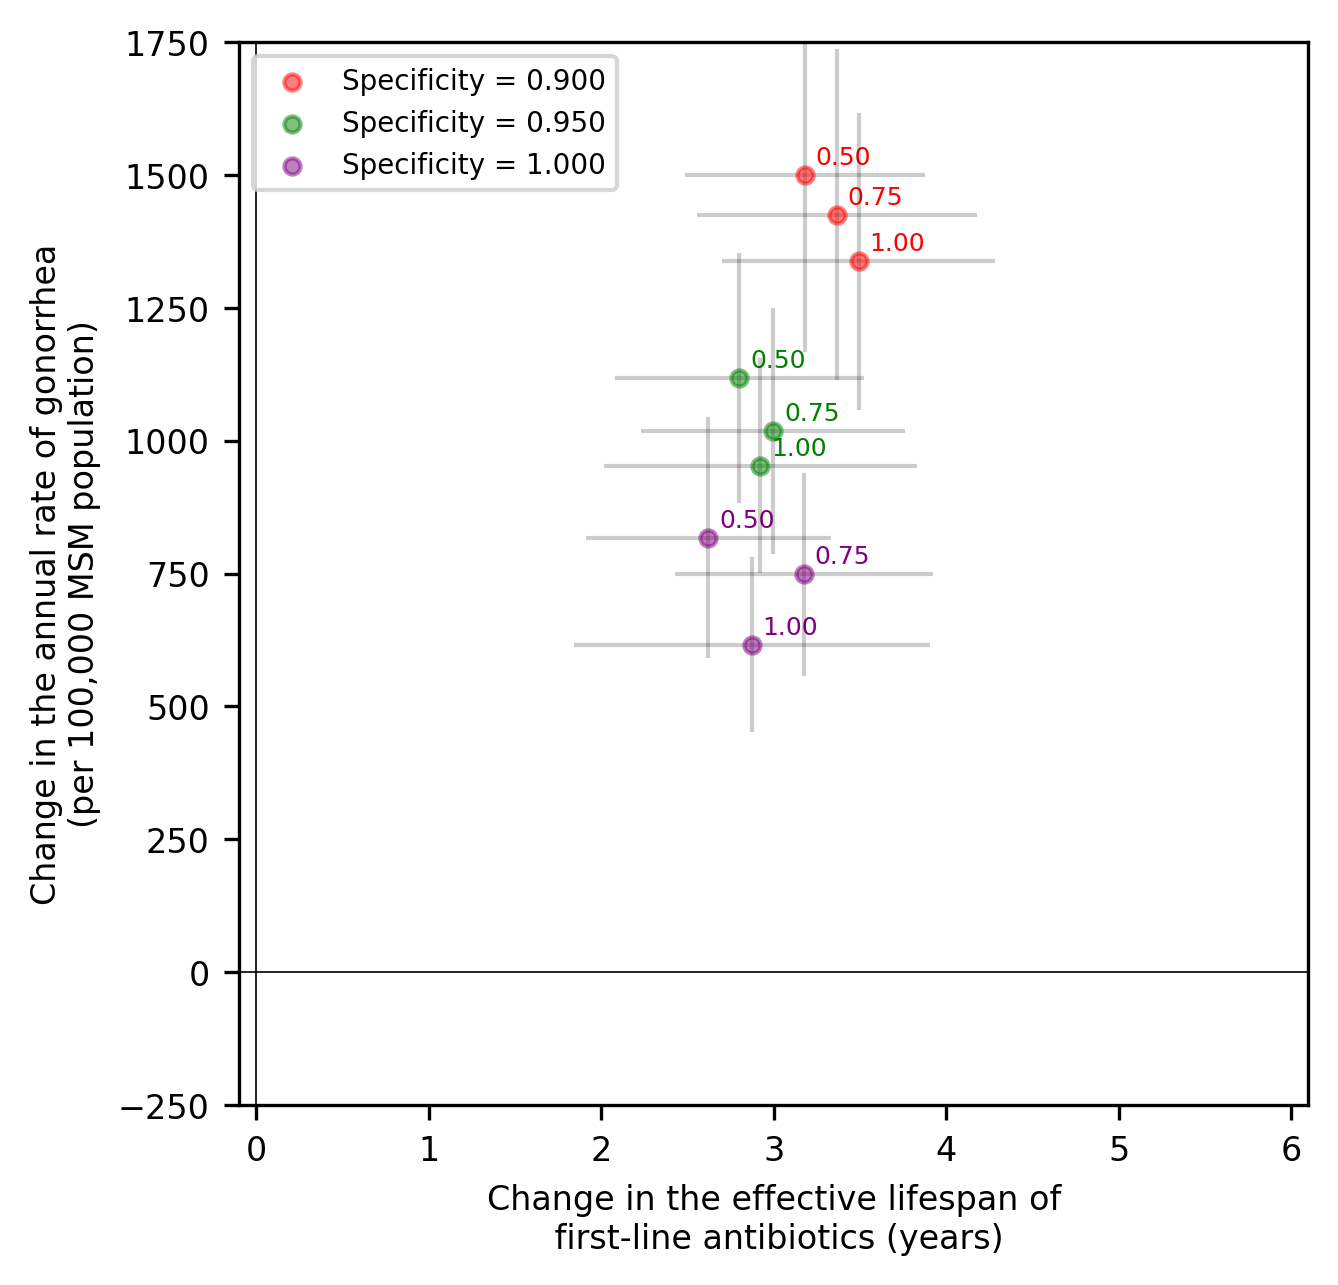 Specificity = 0.900
Specificity = 0.950
Specificity = 1.000
1750
1500
1250
1000
750
500
250
0
−250
0.50
0.75
1.00
0.50
0.75
1.00
0.50
0.75
1.00
Change in the annual rate of gonorrhea
(per 100,000 MSM population)
0 1 2 3 4 5 6
Change in the effective lifespan of
first-line antibiotics (years)